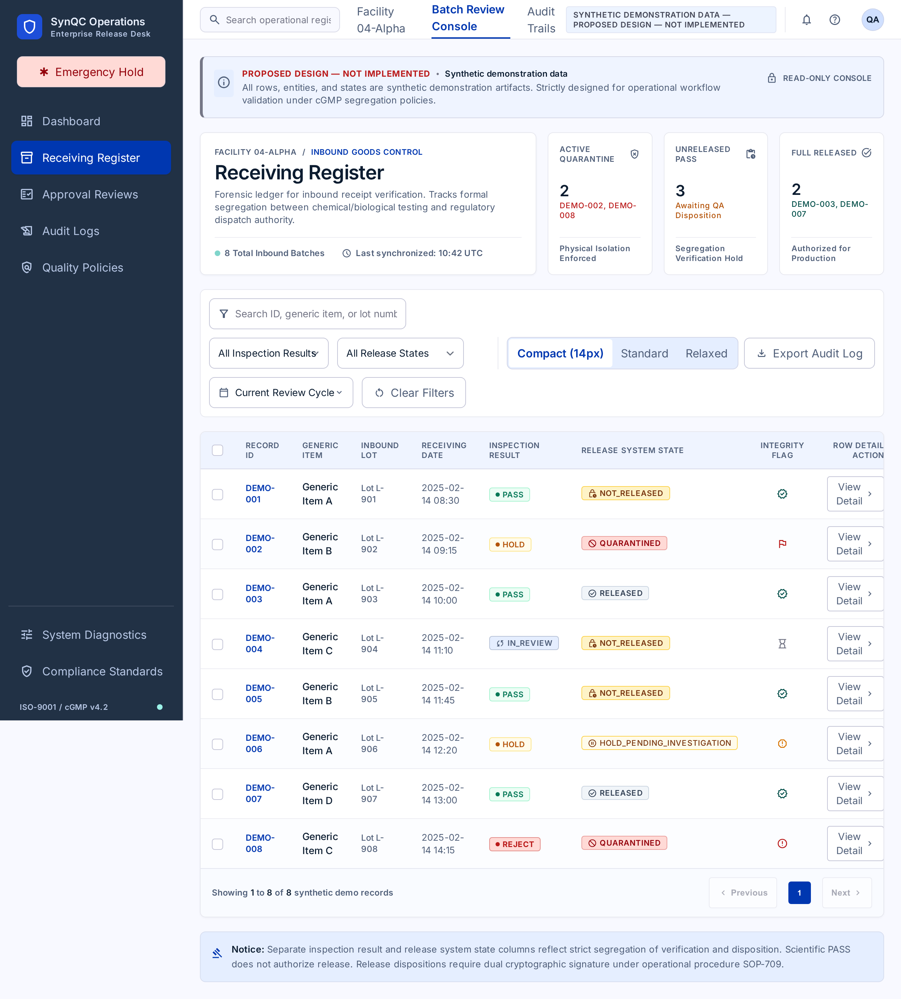 SynQC Operations
Enterprise Release Desk
Emergency Hold
Dashboard
Receiving Register
Approval Reviews
Audit Logs
Quality Policies
System Diagnostics
Compliance Standards
ISO-9001 / cGMP v4.2
Search operational regis
Facility
04-Alpha
Batch Review
Console
Audit
Trails
SYNTHETIC DEMONSTRATION DATA —
PROPOSED DESIGN — NOT IMPLEMENTED
QA
PROPOSED DESIGN — NOT IMPLEMENTED • Synthetic demonstration data
All rows, entities, and states are synthetic demonstration artifacts. Strictly designed for operational workflow
validation under cGMP segregation policies.
READ-ONLY CONSOLE
FACILITY 04-ALPHA / INBOUND GOODS CONTROL
Receiving Register
Forensic ledger for inbound receipt verification. Tracks formal
segregation between chemical/biological testing and regulatory
dispatch authority.
8 Total Inbound Batches
Last synchronized: 10:42 UTC
ACTIVE
QUARANTINE
2
DEMO-002, DEMO-
008
Physical Isolation
Enforced
UNRELEASED
PASS
3
Awaiting QA
Disposition
Segregation
Verification Hold
FULL RELEASED
2
DEMO-003, DEMO-
007
Authorized for
Production
Search ID, generic item, or lot numb
All Inspection Results
All Release States
Compact (14px)
Standard
Relaxed
Export Audit Log
Current Review Cycle
Clear Filters
RECORD
ID
GENERIC
ITEM
INBOUND
LOT
RECEIVING
DATE
INSPECTION
RESULT
RELEASE SYSTEM STATE
INTEGRITY
FLAG
ROW DETAIL
ACTION
DEMO-
001
Generic
Item A
Lot L-
901
2025-02-
14 08:30
PASS
NOT_RELEASED
View
Detail
DEMO-
002
Generic
Item B
Lot L-
902
2025-02-
14 09:15
HOLD
QUARANTINED
View
Detail
DEMO-
003
Generic
Item A
Lot L-
903
2025-02-
14 10:00
PASS
RELEASED
View
Detail
DEMO-
004
Generic
Item C
Lot L-
904
2025-02-
14 11:10
IN_REVIEW
NOT_RELEASED
View
Detail
DEMO-
005
Generic
Item B
Lot L-
905
2025-02-
14 11:45
PASS
NOT_RELEASED
View
Detail
DEMO-
006
Generic
Item A
Lot L-
906
2025-02-
14 12:20
HOLD
HOLD_PENDING_INVESTIGATION
View
Detail
DEMO-
007
Generic
Item D
Lot L-
907
2025-02-
14 13:00
PASS
RELEASED
View
Detail
DEMO-
008
Generic
Item C
Lot L-
908
2025-02-
14 14:15
REJECT
QUARANTINED
View
Detail
Showing 1 to 8 of 8 synthetic demo records
Previous
1
Next
Notice: Separate inspection result and release system state columns reflect strict segregation of verification and disposition. Scientific PASS
does not authorize release. Release dispositions require dual cryptographic signature under operational procedure SOP-709.